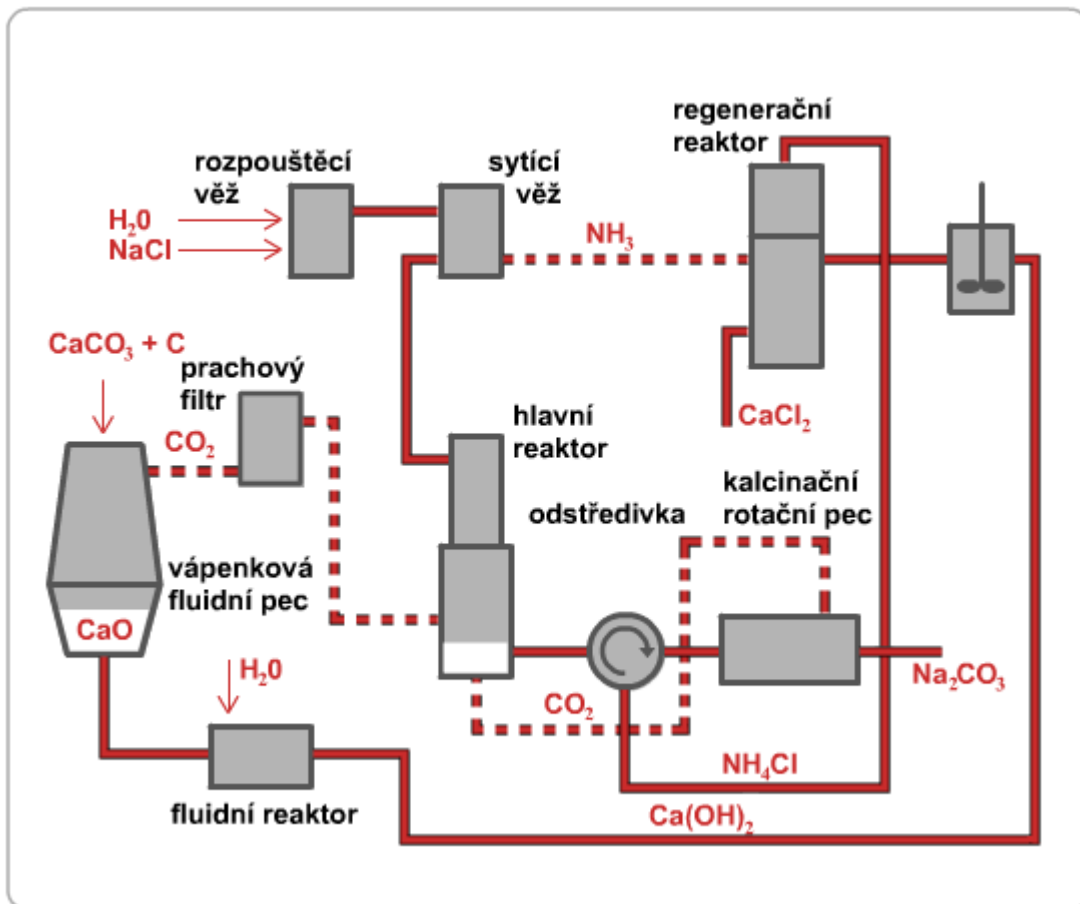 regenerační
reaktor
rozpouštěcí
věž
sytící
věž
H₂0
NaCl
NH₃
CaCO₃ + C
prachový
filtr
CO₂
CaCl₂
hlavní
reaktor
odstředivka
kalcinační
rotační pec
vápenková
fluidní pec
CaO
H₂0
CO₂
Na₂CO₃
NH₄Cl
fluidní reaktor
Ca(OH)₂